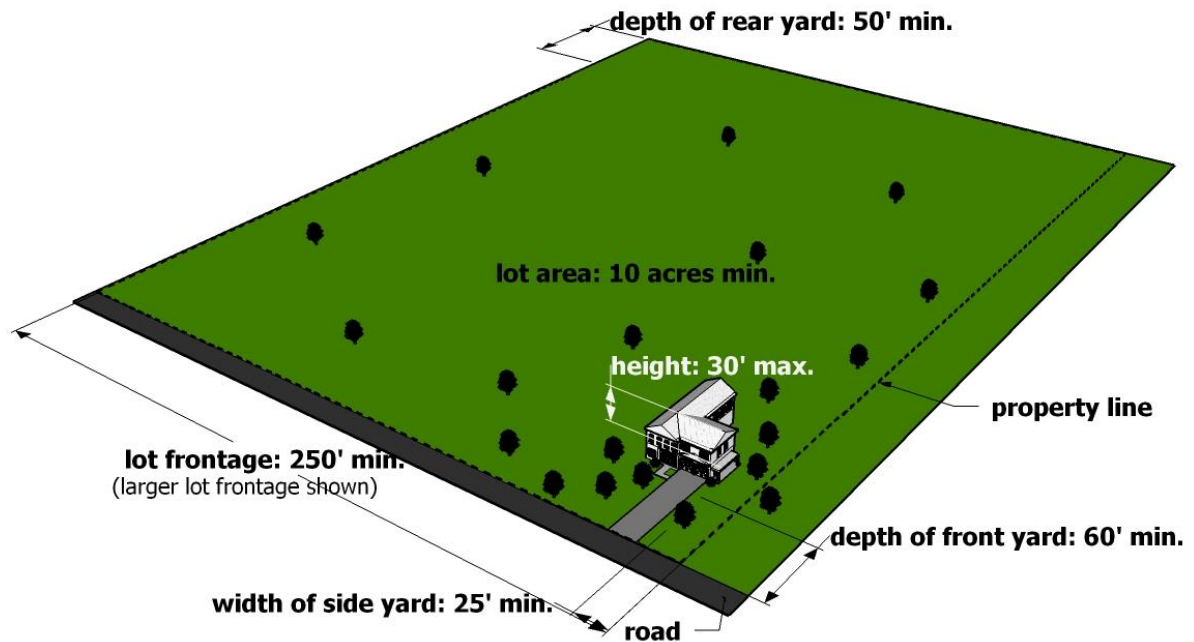 depth of rear yard: 50' min.
lot area: 10 acres min.
height: 30' max.
property line
lot frontage: 250' min.
(larger lot frontage shown)
depth of front yard: 60' min.
width of side yard: 25' min.
road